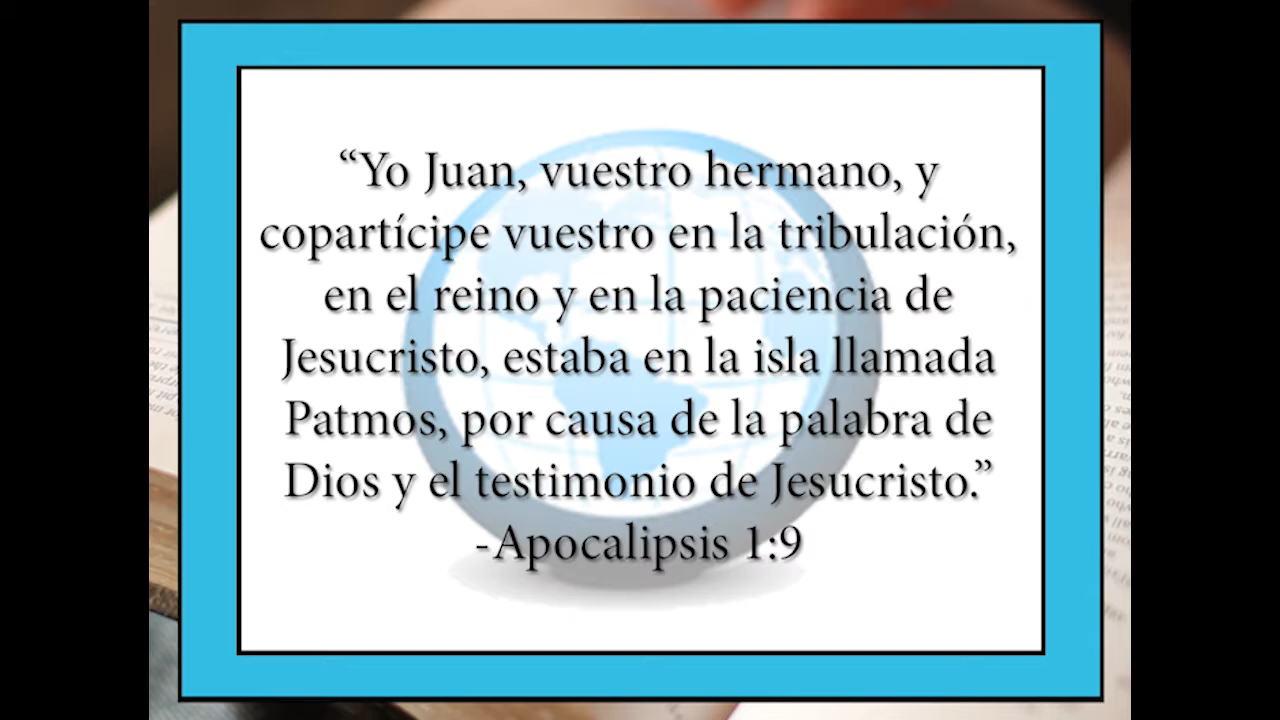 “Yo Juan, vuestro hermano, y
copartícipe vuestro en la tribulación,
en el reino y en la paciencia de
Jesucristo, estaba en la isla llamada
Patmos, por causa de la palabra de
Dios y el testimonio de Jesucristo.”
-Apocalipsis 1:9